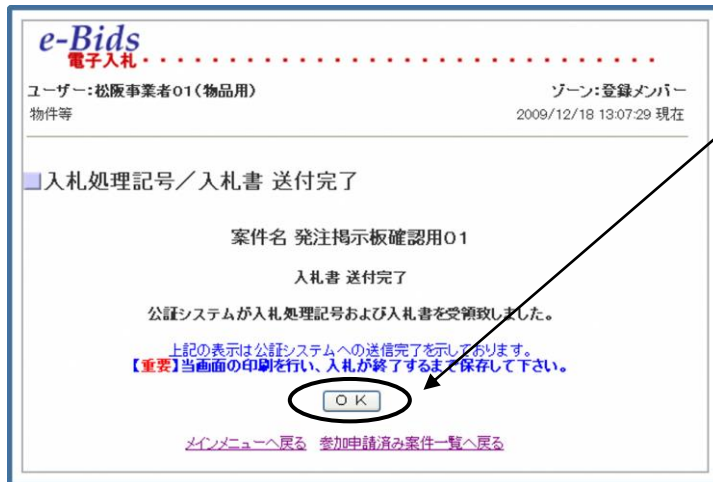 e-Bids
電子入札
ユーザー:松阪事業者01(物品用) ゾーン:登録メンバー
物件等 2009/12/18 13:07:29 現在
入札処理記号/入札書 送付完了
案件名 発注掲示板確認用01
入札書 送付完了
公証システムが入札処理記号および入札書を受領致しました。
上記の表示は公証システムへの送信完了を示しております。
【重要】当画面の印刷を行い、入札が終了するまで保存して下さい。
OK
メインメニューへ戻る 参加申請済み案件一覧へ戻る